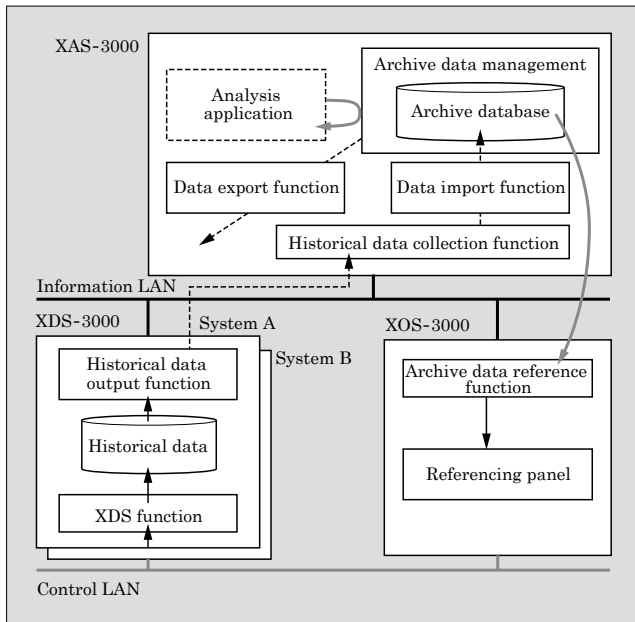 XAS-3000
Archive data management
Analysis
application
Archive database
Data export function
Data import function
Historical data collection function
Information LAN
XDS-3000
System A
XOS-3000
System B
Historical data
output function
Archive data reference
function
Historical data
Referencing panel
XDS function
Control LAN